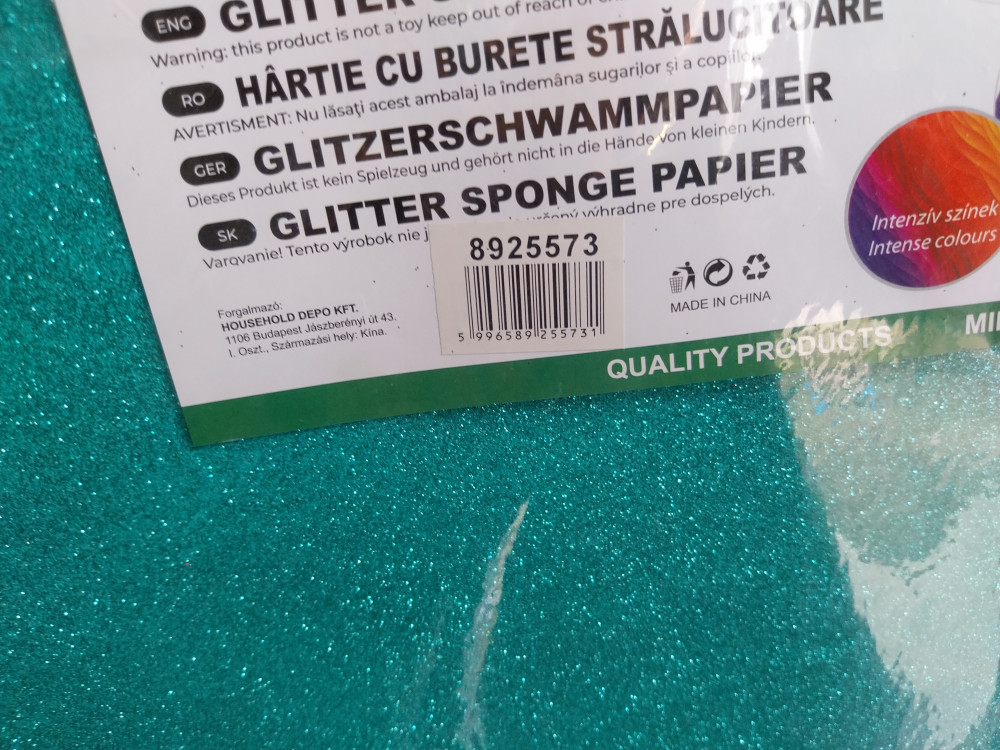 ENG GLITTER
Warning: this product is not a toy keep out of reach of
RO HÂRTIE CU BURETE STRĂLUCITOARE
AVERTISMENT: Nu lăsați acest ambalaj la îndemâna sugarilor și a copiilor.
GER GLITZERSCHWAMMPAPIER
Dieses Produkt ist kein Spielzeug und gehört nicht in die Hände von kleinen Kjndern.
SK GLITTER SPONGE PAPIER
Varovanie! Tento výrobok nie výhradne pre dospelých.
8925573
5 996589 255731
Forgalmazó:
HOUSEHOLD DEPO KFT.
1106 Budapest Jászberényi út 43.
I. Oszt., Származási hely: Kína.
MADE IN CHINA
Intenzív színek
Intense colours
QUALITY PRODUCTS